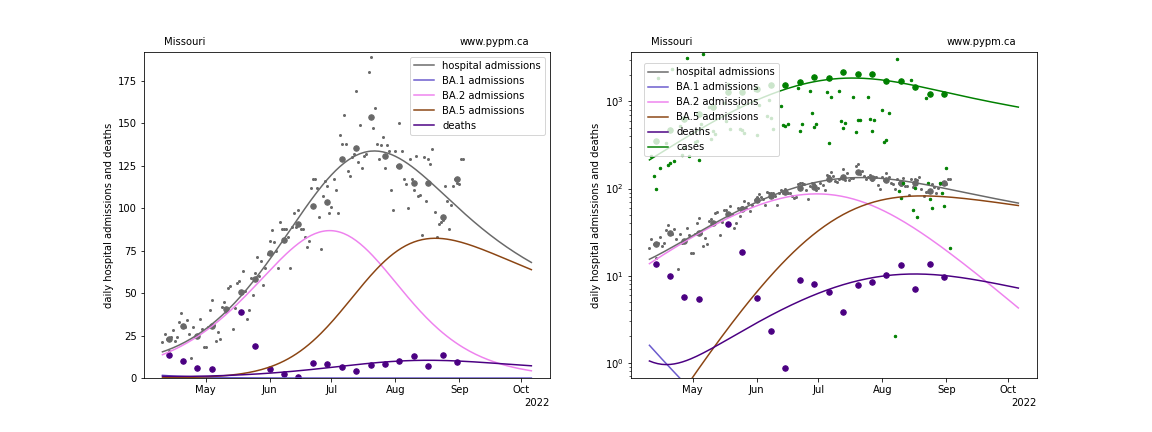 Missouri
www.pypm.ca
daily hospital admissions and deaths
175
150
125
100
75
50
25
0
hospital admissions
BA.1 admissions
BA.2 admissions
BA.5 admissions
deaths
May
Jun
Jul
Aug
Sep
Oct
2022
Missouri
www.pypm.ca
daily hospital admissions and deaths
10³
10²
10¹
10⁰
hospital admissions
BA.1 admissions
BA.2 admissions
BA.5 admissions
deaths
cases
May
Jun
Jul
Aug
Sep
Oct
2022